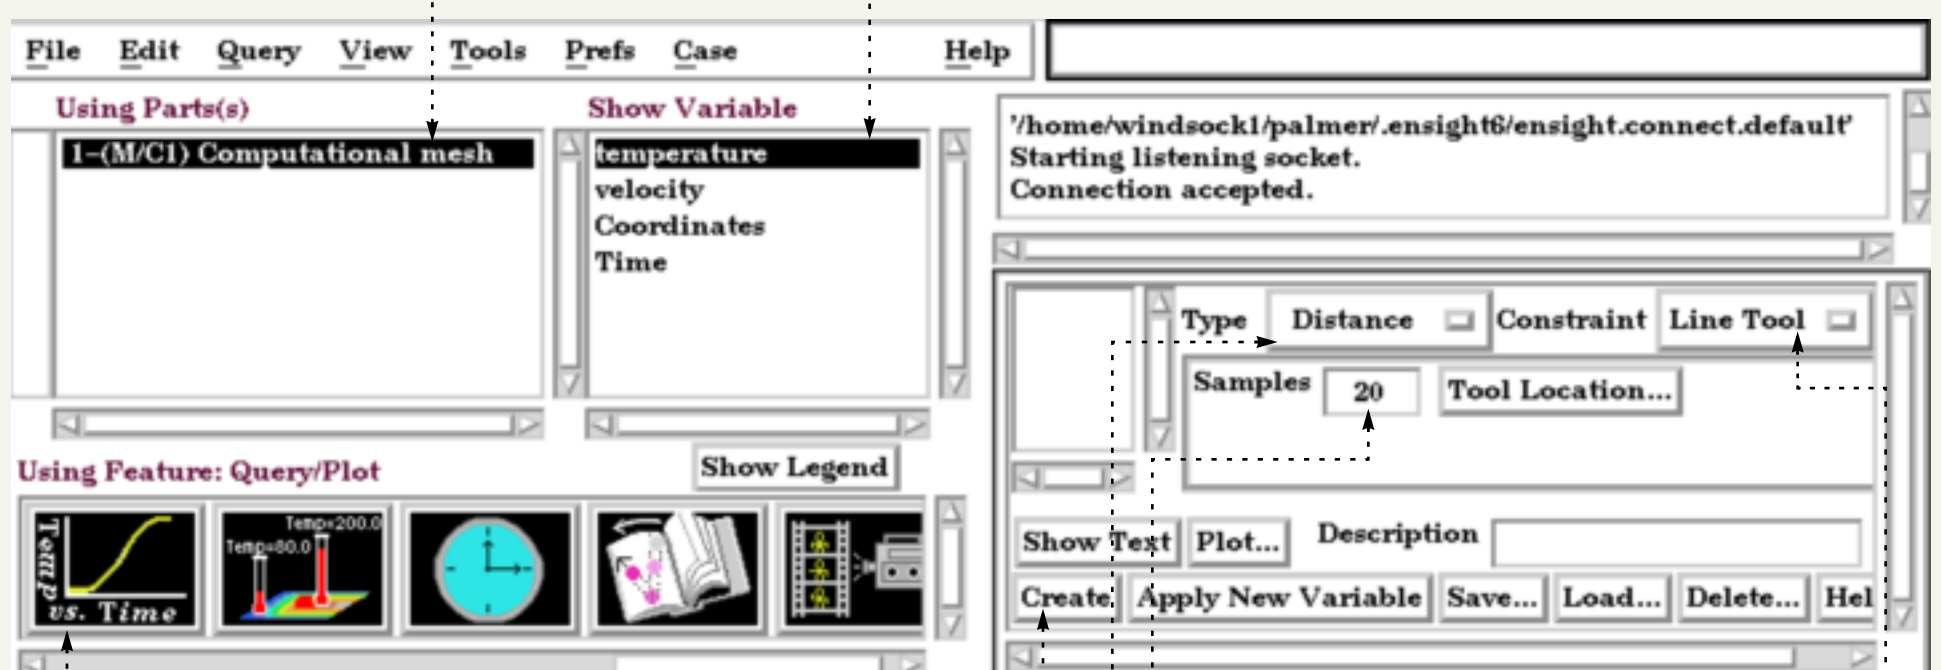 File Edit Query View Tools Prefs Case Help
Using Parts(s)
1-(M/C1) Computational mesh
Show Variable
temperature
velocity
Coordinates
Time
'/home/windsock1/palmer/.ensight6/ensight.connect.default'
Starting listening socket.
Connection accepted.
Type Distance Constraint Line Tool
Samples 20 Tool Location...
Using Feature: Query/Plot
Show Legend
Temp
vs. Time
Temp=200.0
Temp=80.0
Show Text Plot... Description
Create Apply New Variable Save... Load... Delete... Hel